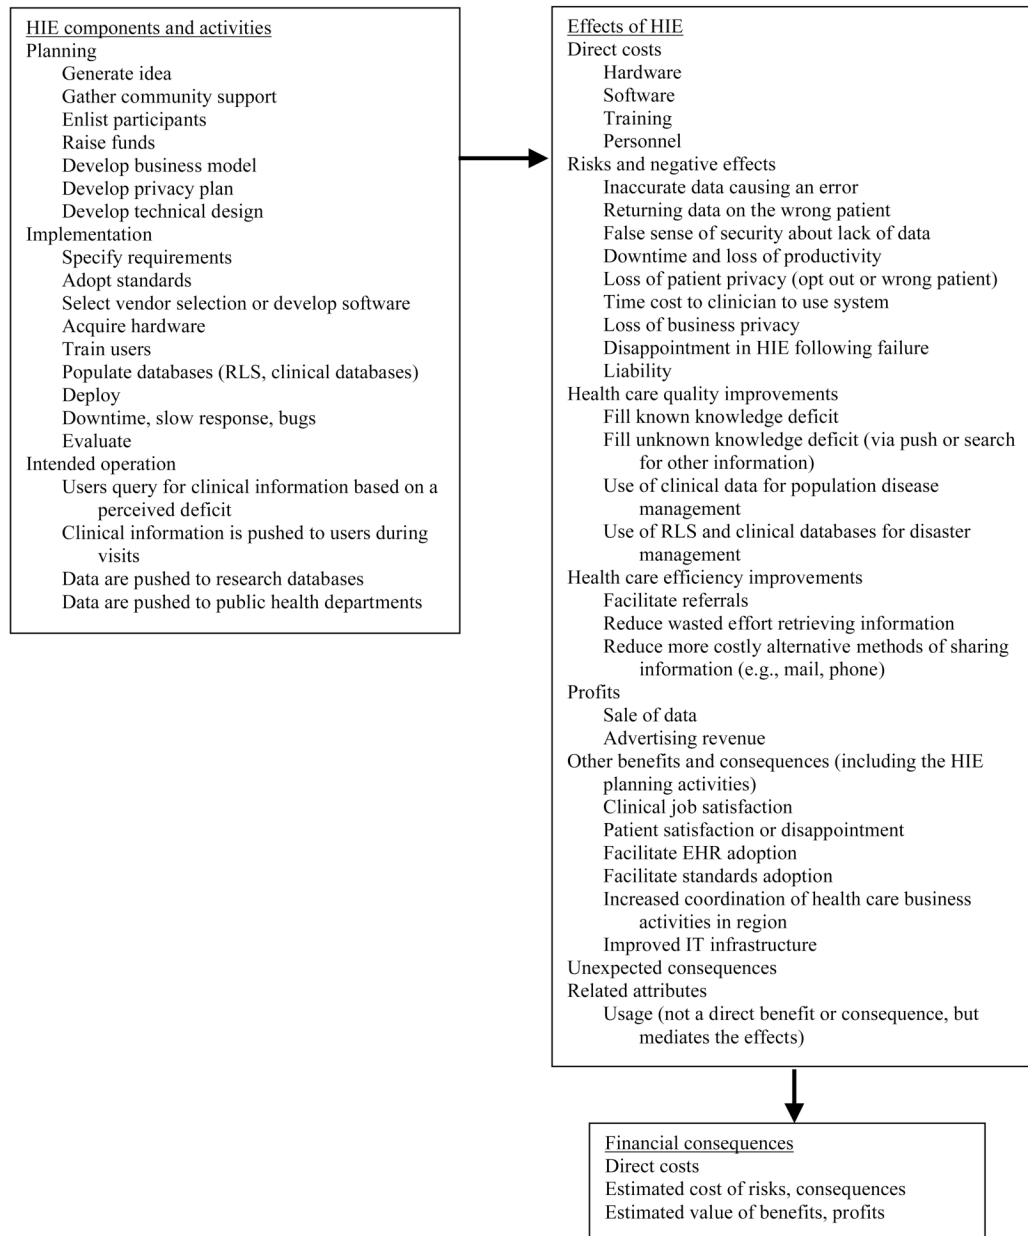 HIE components and activities
Planning
Generate idea
Gather community support
Enlist participants
Raise funds
Develop business model
Develop privacy plan
Develop technical design
Implementation
Specify requirements
Adopt standards
Select vendor selection or develop software
Acquire hardware
Train users
Populate databases (RLS, clinical databases)
Deploy
Downtime, slow response, bugs
Evaluate
Intended operation
Users query for clinical information based on a
perceived deficit
Clinical information is pushed to users during
visits
Data are pushed to research databases
Data are pushed to public health departments
Effects of HIE
Direct costs
Hardware
Software
Training
Personnel
Risks and negative effects
Inaccurate data causing an error
Returning data on the wrong patient
False sense of security about lack of data
Downtime and loss of productivity
Loss of patient privacy (opt out or wrong patient)
Time cost to clinician to use system
Loss of business privacy
Disappointment in HIE following failure
Liability
Health care quality improvements
Fill known knowledge deficit
Fill unknown knowledge deficit (via push or search
for other information)
Use of clinical data for population disease
management
Use of RLS and clinical databases for disaster
management
Health care efficiency improvements
Facilitate referrals
Reduce wasted effort retrieving information
Reduce more costly alternative methods of sharing
information (e.g., mail, phone)
Profits
Sale of data
Advertising revenue
Other benefits and consequences (including the HIE
planning activities)
Clinical job satisfaction
Patient satisfaction or disappointment
Facilitate EHR adoption
Facilitate standards adoption
Increased coordination of health care business
activities in region
Improved IT infrastructure
Unexpected consequences
Related attributes
Usage (not a direct benefit or consequence, but
mediates the effects)
Financial consequences
Direct costs
Estimated cost of risks, consequences
Estimated value of benefits, profits